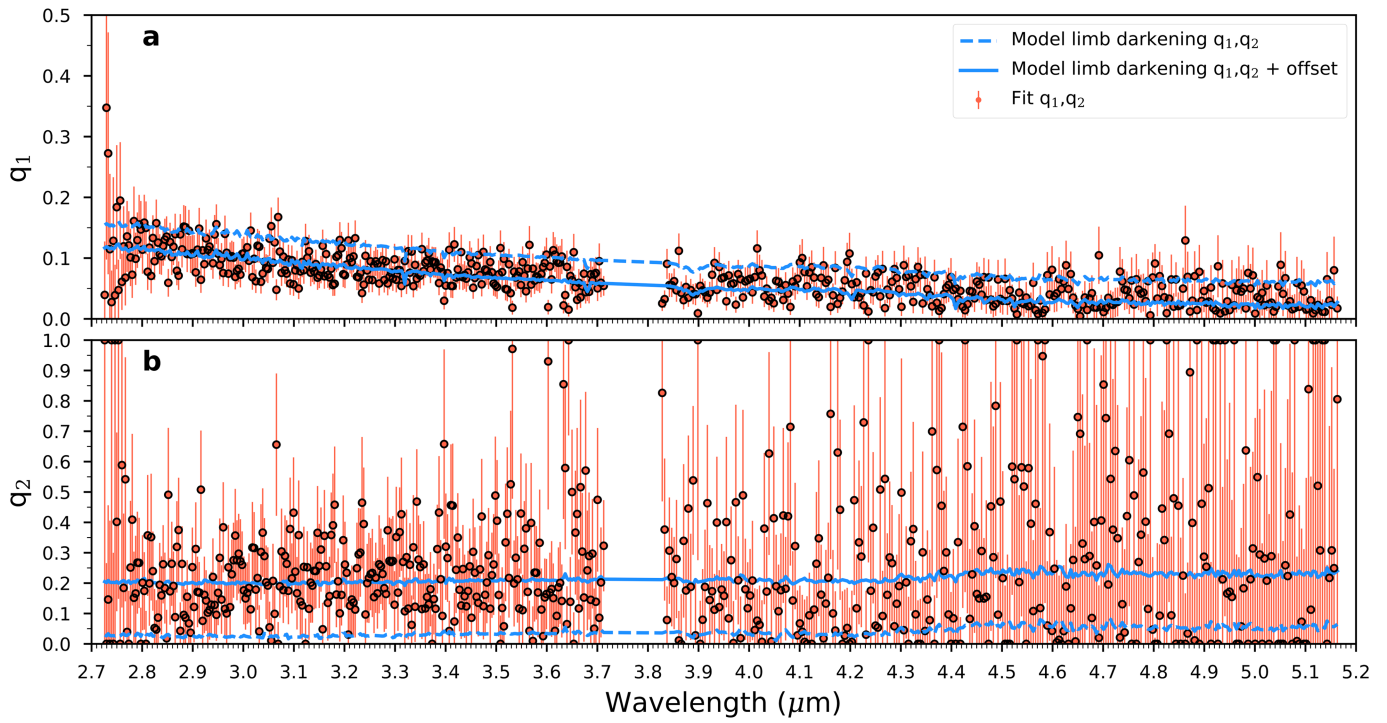 a
Model limb darkening q₁,q₂
Model limb darkening q₁,q₂ + offset
Fit q₁,q₂
q₁
0.5
0.4
0.3
0.2
0.1
0.0
b
q₂
1.0
0.9
0.8
0.7
0.6
0.5
0.4
0.3
0.2
0.1
0.0
2.7 2.8 2.9 3.0 3.1 3.2 3.3 3.4 3.5 3.6 3.7 3.8 3.9 4.0 4.1 4.2 4.3 4.4 4.5 4.6 4.7 4.8 4.9 5.0 5.1 5.2
Wavelength (μm)